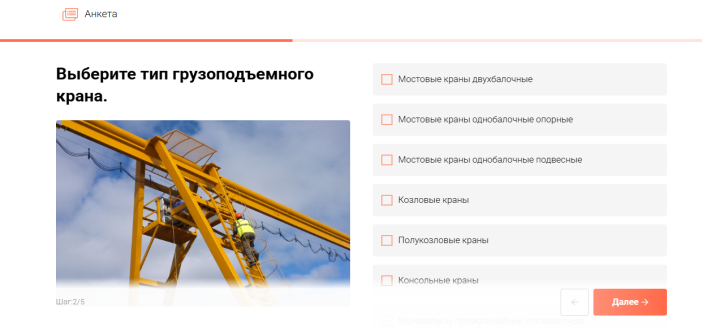 Анкета
Выберите тип грузоподъемного
крана.
Мостовые краны двухбалочные
Мостовые краны однобалочные опорные
Мостовые краны однобалочные подвесные
Козловые краны
Полукозловые краны
Консольные краны
Шаг:2/5
Далее →